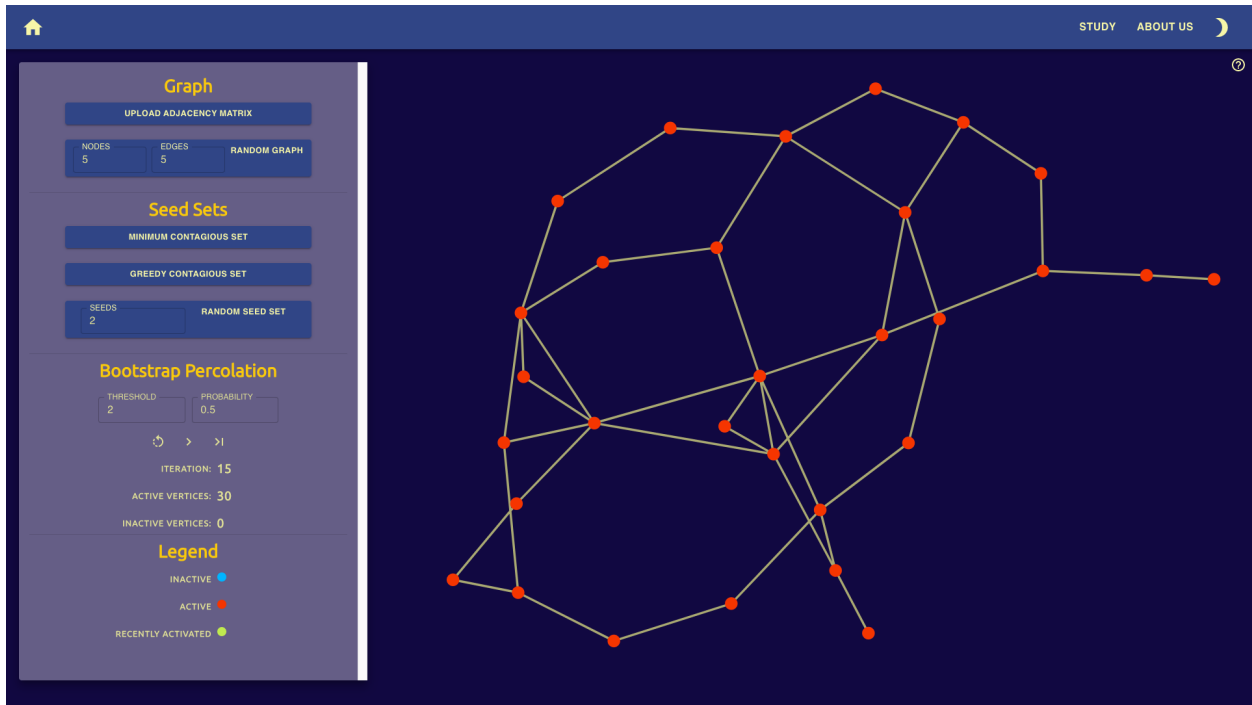 STUDY ABOUT US
Graph
UPLOAD ADJACENCY MATRIX
NODES EDGES
5 5 RANDOM GRAPH
Seed Sets
MINIMUM CONTAGIOUS SET
GREEDY CONTAGIOUS SET
SEEDS
2 RANDOM SEED SET
Bootstrap Percolation
THRESHOLD PROBABILITY
2 0.5
ITERATION: 15
ACTIVE VERTICES: 30
INACTIVE VERTICES: 0
Legend
INACTIVE
ACTIVE
RECENTLY ACTIVATED